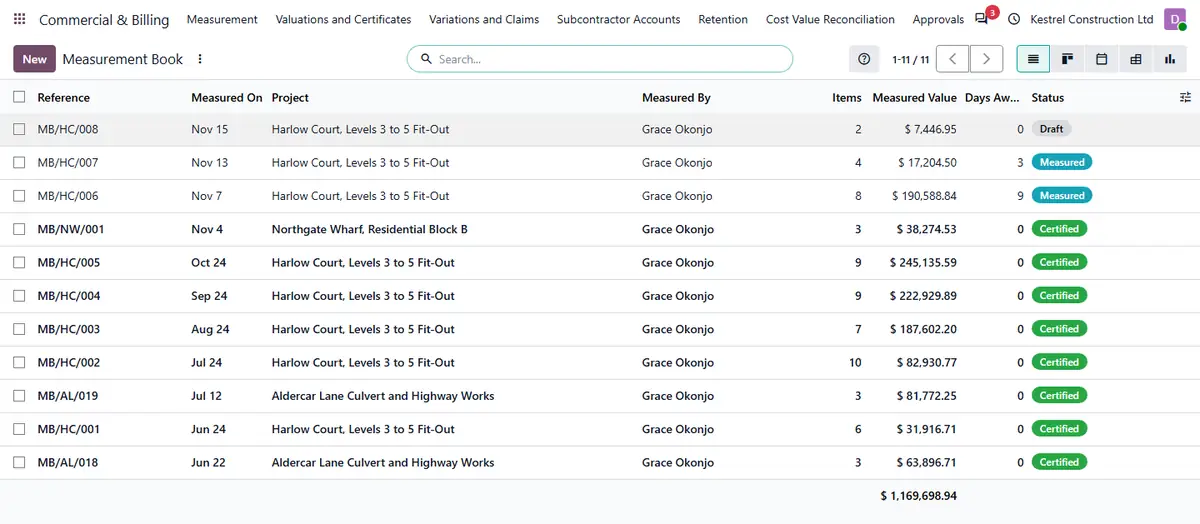 Commercial & Billing Measurement Valuations and Certificates Variations and Claims Subcontractor Accounts Retention Cost Value Reconciliation Approvals 3 Kestrel Construction Ltd D
New Measurement Book Search... 1-11 / 11
Reference Measured On Project Measured By Items Measured Value Days Aw... Status
MB/HC/008 Nov 15 Harlow Court, Levels 3 to 5 Fit-Out Grace Okonjo 2 $ 7,446.95 0 Draft
MB/HC/007 Nov 13 Harlow Court, Levels 3 to 5 Fit-Out Grace Okonjo 4 $ 17,204.50 3 Measured
MB/HC/006 Nov 7 Harlow Court, Levels 3 to 5 Fit-Out Grace Okonjo 8 $ 190,588.84 9 Measured
MB/NW/001 Nov 4 Northgate Wharf, Residential Block B Grace Okonjo 3 $ 38,274.53 0 Certified
MB/HC/005 Oct 24 Harlow Court, Levels 3 to 5 Fit-Out Grace Okonjo 9 $ 245,135.59 0 Certified
MB/HC/004 Sep 24 Harlow Court, Levels 3 to 5 Fit-Out Grace Okonjo 9 $ 222,929.89 0 Certified
MB/HC/003 Aug 24 Harlow Court, Levels 3 to 5 Fit-Out Grace Okonjo 7 $ 187,602.20 0 Certified
MB/HC/002 Jul 24 Harlow Court, Levels 3 to 5 Fit-Out Grace Okonjo 10 $ 82,930.77 0 Certified
MB/AL/019 Jul 12 Aldercar Lane Culvert and Highway Works Grace Okonjo 3 $ 81,772.25 0 Certified
MB/HC/001 Jun 24 Harlow Court, Levels 3 to 5 Fit-Out Grace Okonjo 6 $ 31,916.71 0 Certified
MB/AL/018 Jun 22 Aldercar Lane Culvert and Highway Works Grace Okonjo 3 $ 63,896.71 0 Certified
$ 1,169,698.94